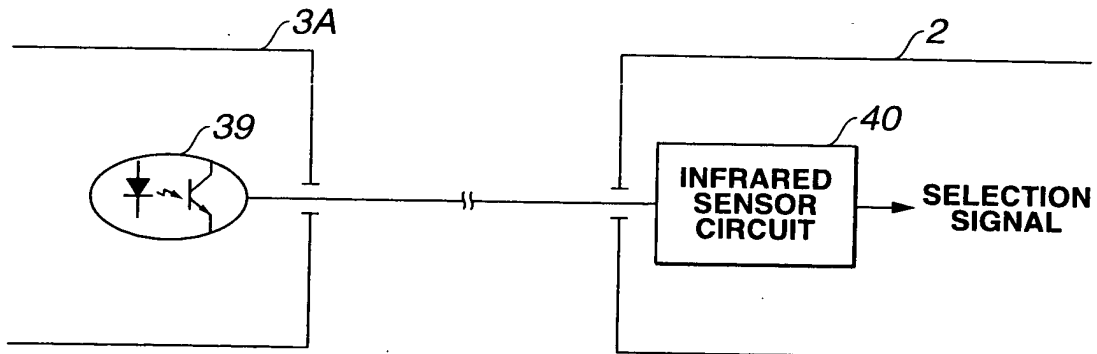 3A
2
39
40
INFRARED
SENSOR
CIRCUIT
SELECTION
SIGNAL